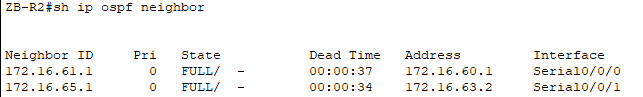 ZB-R2#sh ip ospf neighbor
Neighbor ID     Pri   State           Dead Time   Address         Interface
172.16.61.1       0   FULL/  -        00:00:37    172.16.60.1     Serial0/0/0
172.16.65.1       0   FULL/  -        00:00:34    172.16.63.2     Serial0/0/1